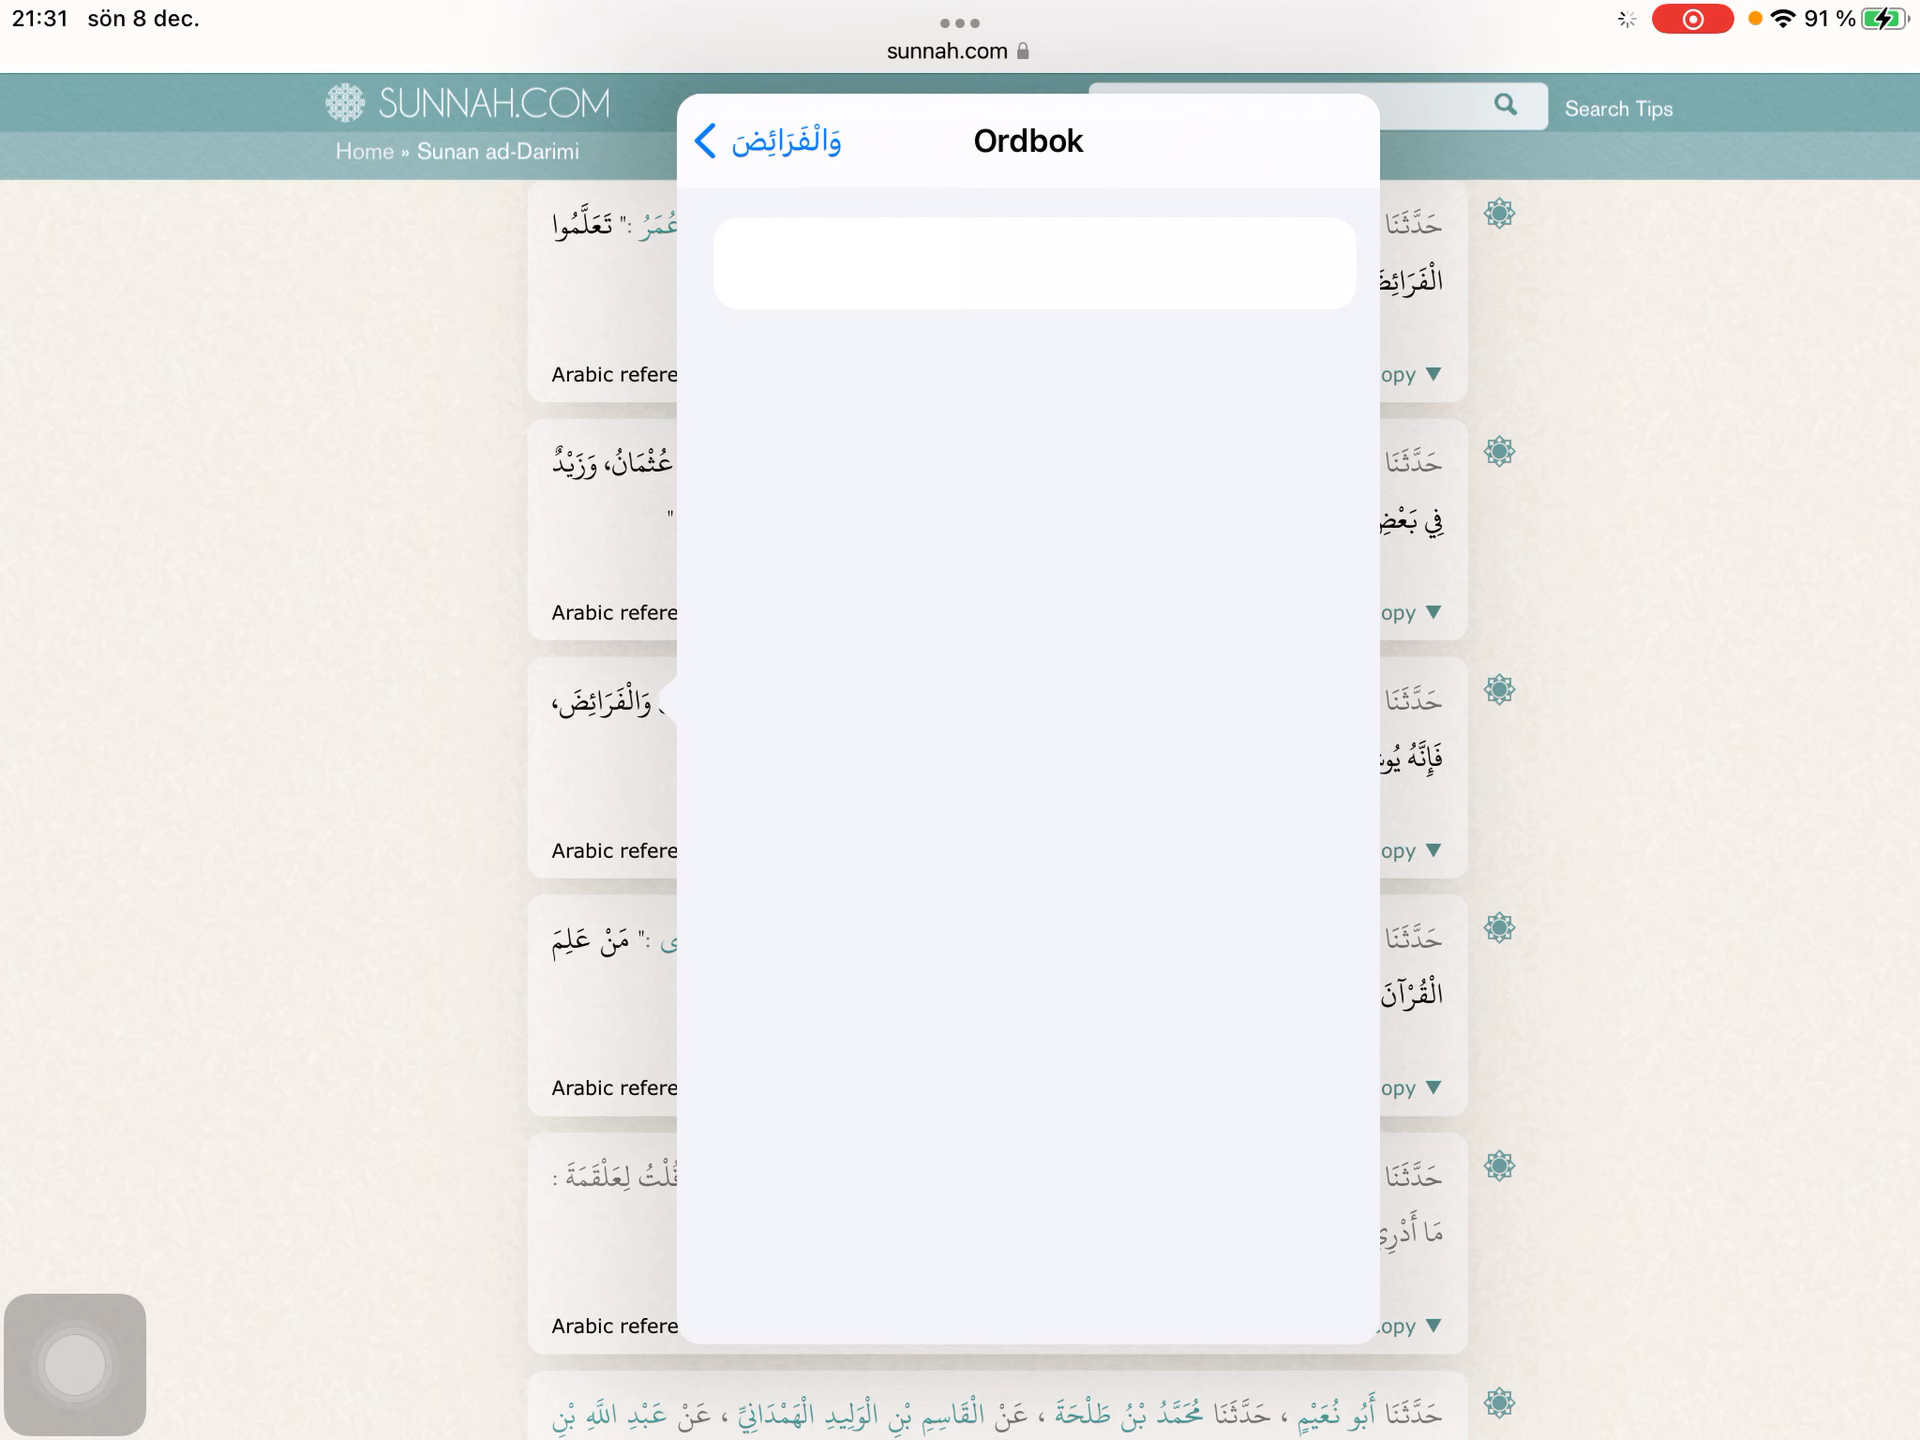 21:31 sön 8 dec.
sunnah.com
91 %
SUNNAH.COM
Search Tips
Home » Sunan ad-Darimi
وَالْفَرَائِضَ
Ordbok
حَدَّثَنَا
عُمَرُ :" تَعَلَّمُوا
الْفَرَائِضَ
Arabic refere
opy ▼
حَدَّثَنَا
عُثْمَانُ، وَزَيْدٌ
فِي بَعْضِ
"
Arabic refere
opy ▼
حَدَّثَنَا
وَالْفَرَائِضَ،
فَإِنَّهُ
Arabic refere
opy ▼
حَدَّثَنَا
:" مَنْ عَلِمَ
الْقُرْآنَ
Arabic refere
opy ▼
حَدَّثَنَا
قُلْتُ لِعَلْقَمَةَ :
مَا أَدْرِي
Arabic refere
opy ▼
حَدَّثَنَا أَبُو نُعَيْمٍ ، حَدَّثَنَا مُحَمَّدُ بْنُ طَلْحَةَ ، عَنْ الْقَاسِمِ بْنِ الْوَلِيدِ الْهَمْدَانِيِّ ، عَنْ عَبْدِ اللَّهِ بْنِ